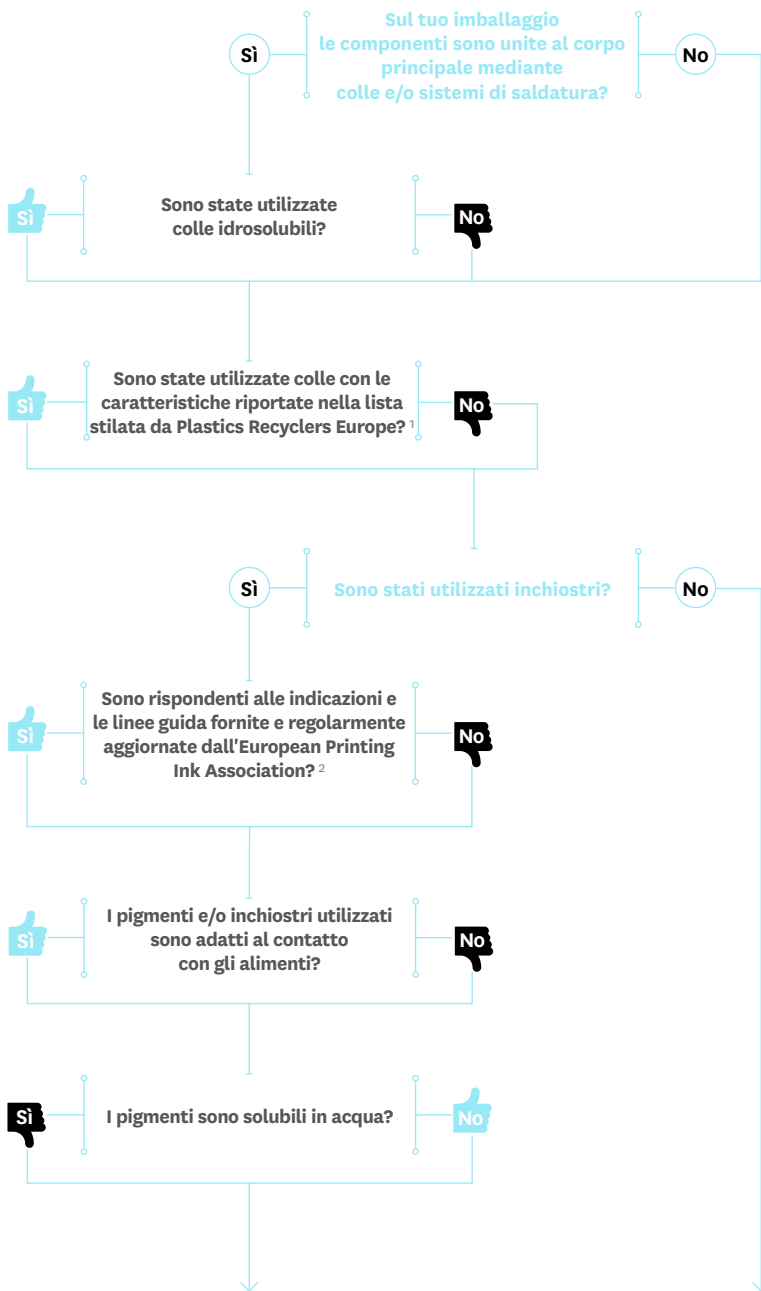 Sul tuo imballaggio
le componenti sono unite al corpo
principale mediante
colle e/o sistemi di saldatura?
Sì
No
Sono state utilizzate
colle idrosolubili?
Sì
No
Sono state utilizzate colle con le
caratteristiche riportate nella lista
stilata da Plastics Recyclers Europe? 1
Sì
No
Sono stati utilizzati inchiostri?
Sì
No
Sono rispondenti alle indicazioni e
le linee guida fornite e regolarmente
aggiornate dall'European Printing
Ink Association? 2
Sì
No
I pigmenti e/o inchiostri utilizzati
sono adatti al contatto
con gli alimenti?
Sì
No
I pigmenti sono solubili in acqua?
Sì
No